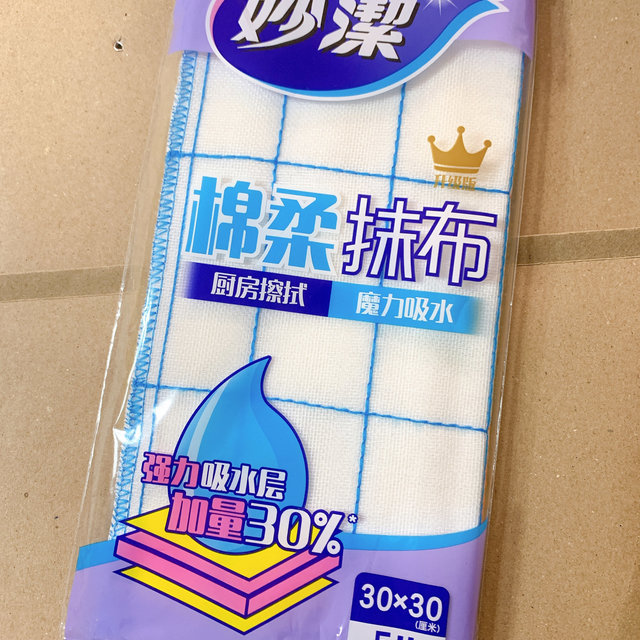 妙潔
升级版
棉柔抹布
厨房擦拭 魔力吸水
强力吸水层
加量30%*
30×30
(厘米)